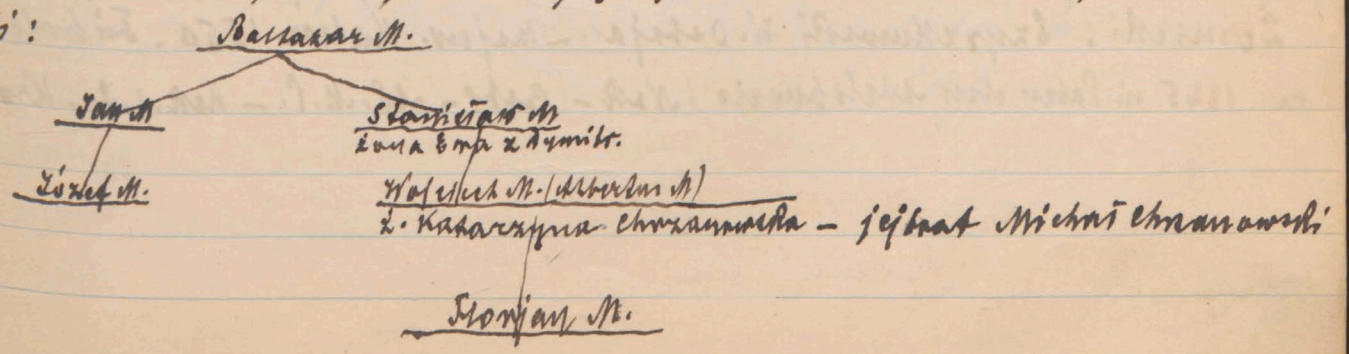 i:
Baltazar M.
Jan M
Stanisław M
żona Ewa z Dymitr.
Józef M.
Wojciech M. (Albertus M)
ż. Katarzyna Chrzanowska – jej brat Michał Chrzanowski
Florjan M.